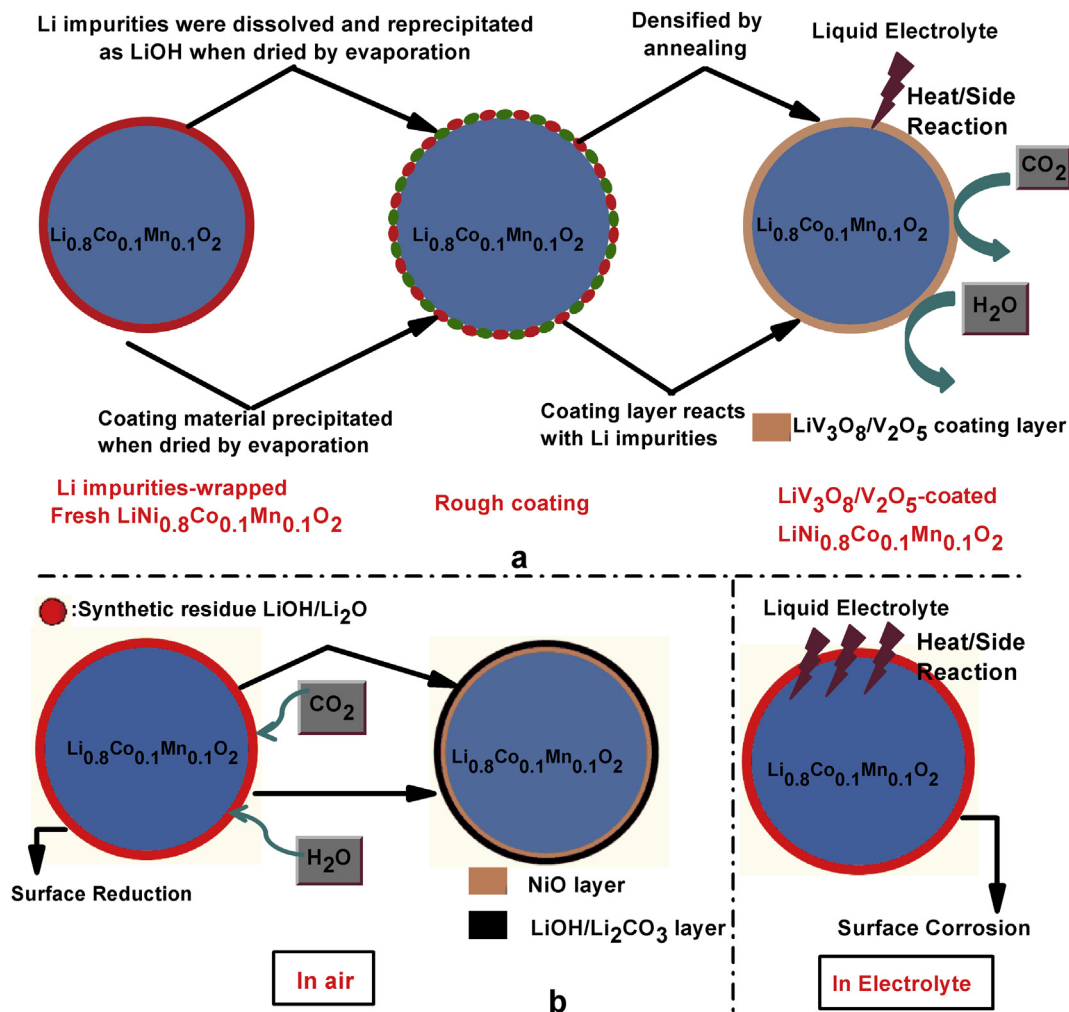 Li impurities were dissolved and reprecipitated
as LiOH when dried by evaporation
Densified by
annealing
Liquid Electrolyte
Heat/Side
Reaction
CO2
Li0.8Co0.1Mn0.1O2
Li0.8Co0.1Mn0.1O2
Li0.8Co0.1Mn0.1O2
H2O
Coating material precipitated
when dried by evaporation
Coating layer reacts
with Li impurities
LiV3O8/V2O5 coating layer
Li impurities-wrapped
Fresh LiNi0.8Co0.1Mn0.1O2
Rough coating
LiV3O8/V2O5-coated
LiNi0.8Co0.1Mn0.1O2
a
:Synthetic residue LiOH/Li2O
CO2
Li0.8Co0.1Mn0.1O2
Li0.8Co0.1Mn0.1O2
H2O
Surface Reduction
NiO layer
LiOH/Li2CO3 layer
In air
b
Liquid Electrolyte
Heat/Side
Reaction
Li0.8Co0.1Mn0.1O2
Surface Corrosion
In Electrolyte